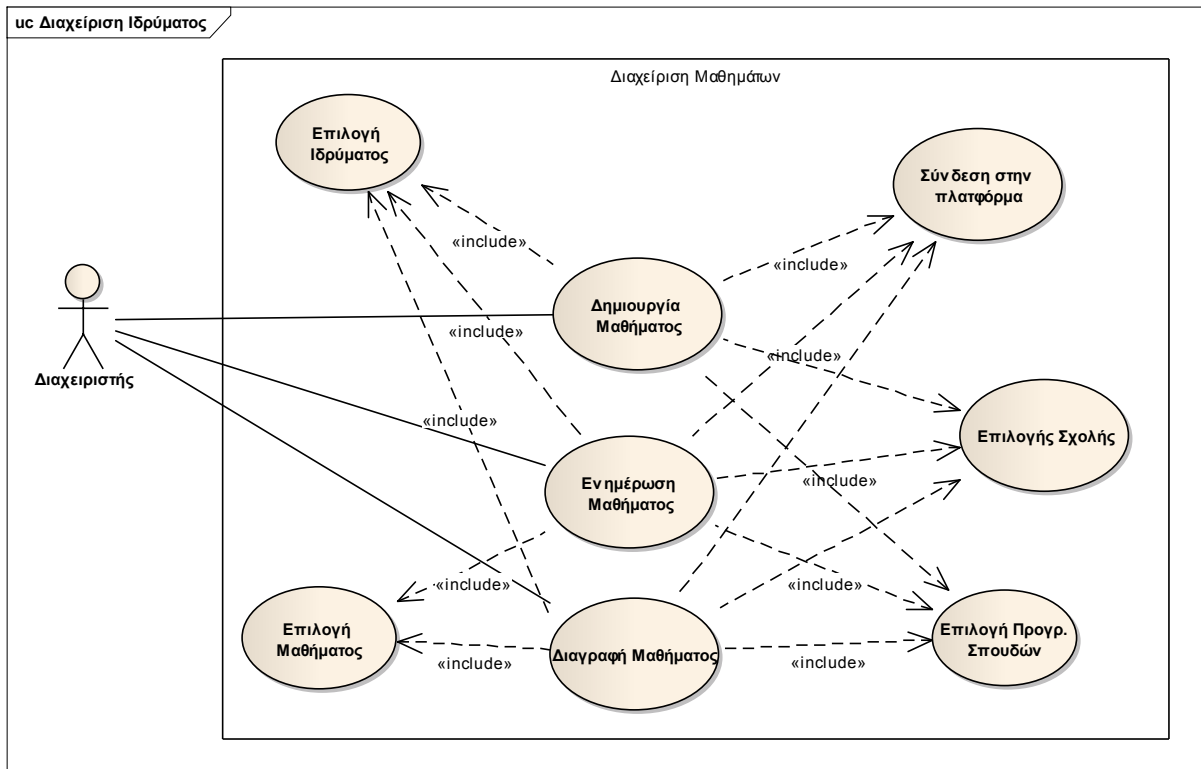 uc Διαχείριση Ιδρύματος
Διαχείριση Μαθημάτων
Επιλογή
Ιδρύματος
Σύνδεση στην
πλατφόρμα
«include»
«include»
Δημιουργία
Μαθήματος
«include»
«include»
Διαχειριστής
«include»
Επιλογής Σχολής
Ενημέρωση
Μαθήματος
«include»
«include»
«include»
Επιλογή
Μαθήματος
Διαγραφή Μαθήματος
Επιλογή Προγρ.
Σπουδών
«include»
«include»